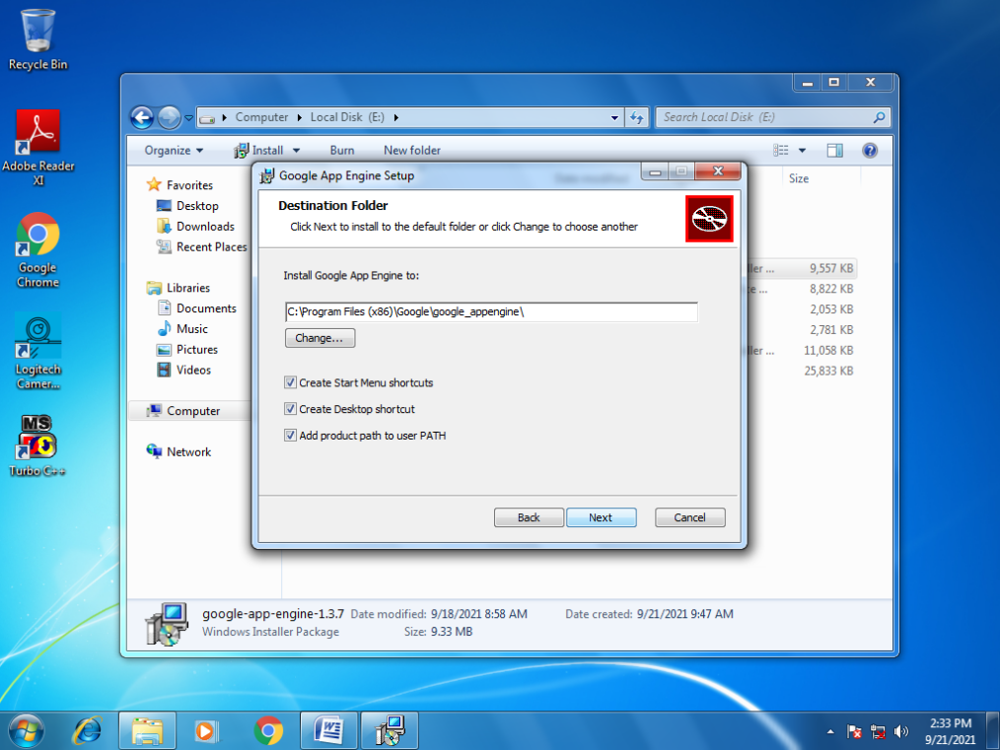 Recycle Bin
Adobe Reader
XI
Google
Chrome
Logitech
Camer...
MS
Turbo C++
Computer Local Disk (E:)
Search Local Disk (E:)
Organize Install Burn New folder
Favorites
Desktop
Downloads
Recent Places
Libraries
Documents
Music
Pictures
Videos
Computer
Network
Size
ller ... 9,557 KB
ce ... 8,822 KB
2,053 KB
2,781 KB
ller ... 11,058 KB
25,833 KB
Google App Engine Setup
Destination Folder
Click Next to install to the default folder or click Change to choose another
Install Google App Engine to:
C:\Program Files (x86)\Google\google_appengine\
Change...
Create Start Menu shortcuts
Create Desktop shortcut
Add product path to user PATH
Back Next Cancel
google-app-engine-1.3.7 Date modified: 9/18/2021 8:58 AM Date created: 9/21/2021 9:47 AM
Windows Installer Package Size: 9.33 MB
2:33 PM
9/21/2021